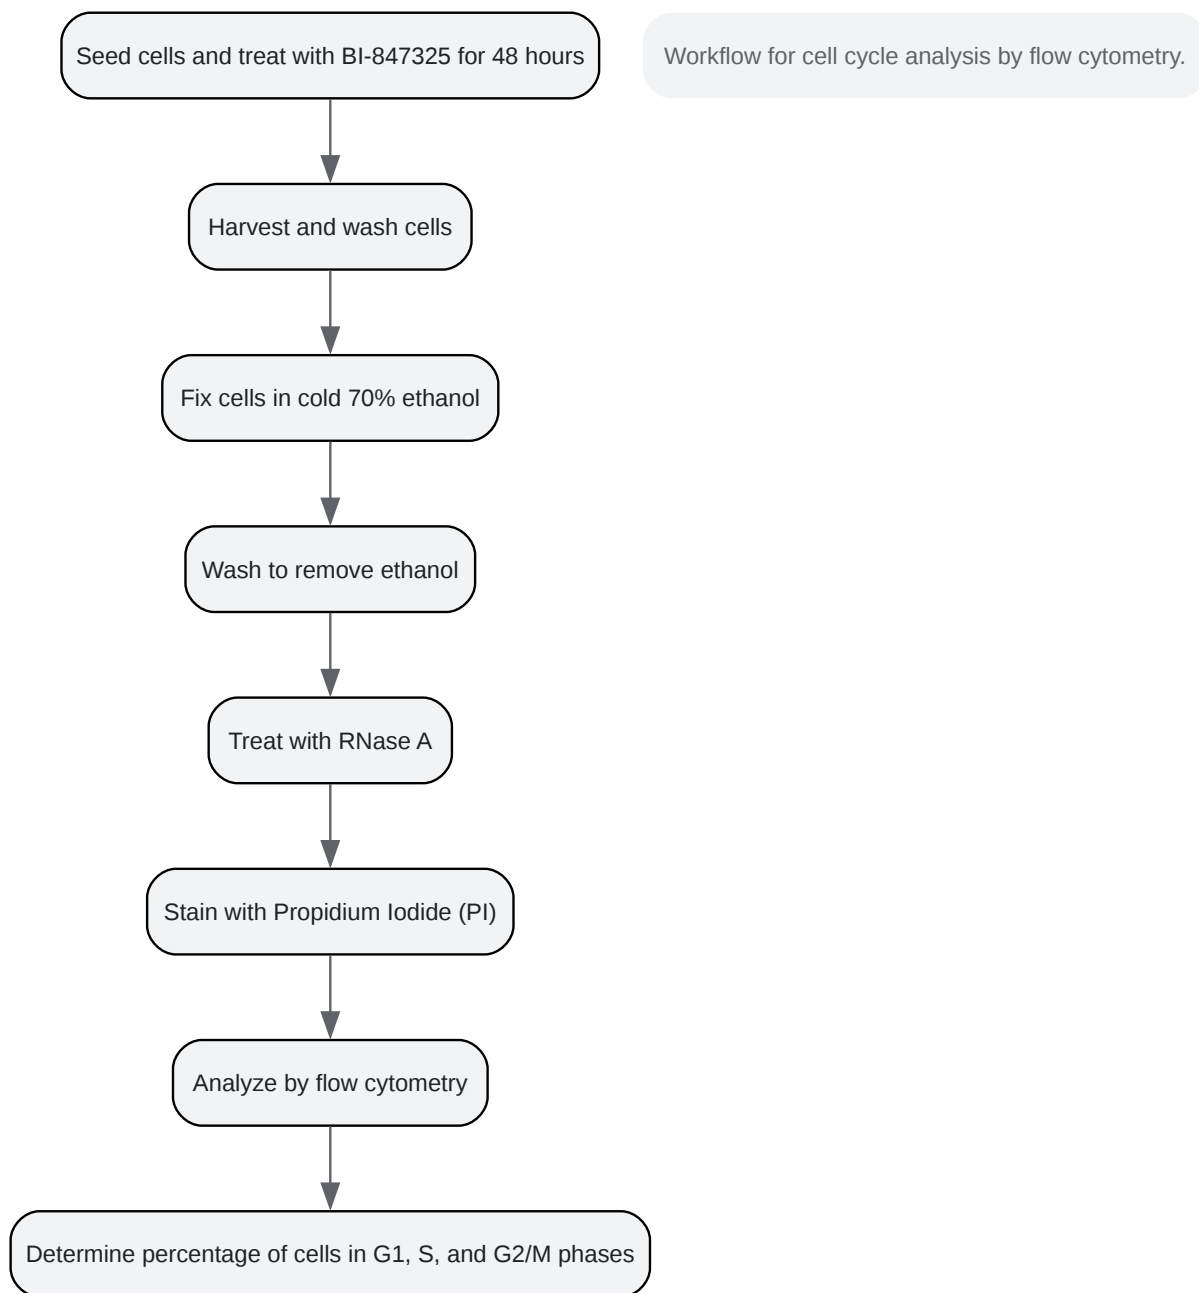 Seed cells and treat with BI-847325 for 48 hours
Workflow for cell cycle analysis by flow cytometry.
Harvest and wash cells
Fix cells in cold 70% ethanol
Wash to remove ethanol
Treat with RNase A
Stain with Propidium Iodide (PI)
Analyze by flow cytometry
Determine percentage of cells in G1, S, and G2/M phases